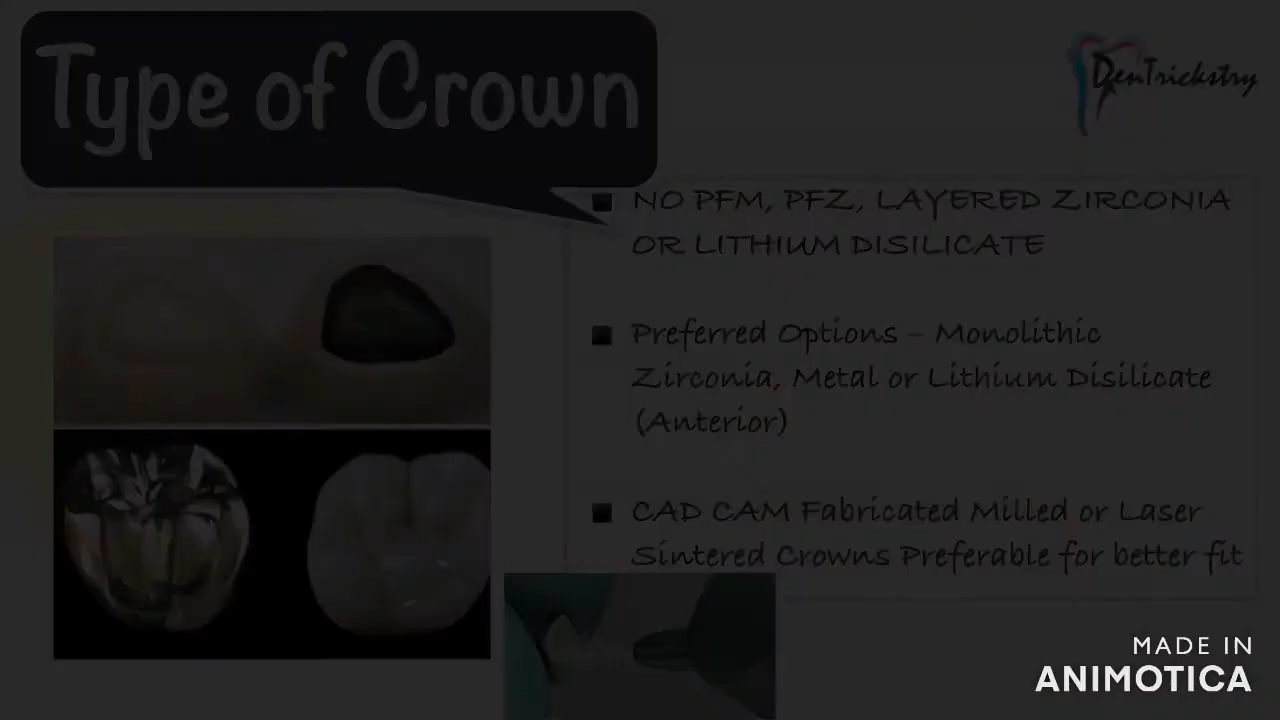 Type of Crown
DenTrickstry
NO PFM, PFZ, LAYERED ZIRCONIA
OR LITHIUM DISILICATE
Preferred Options – Monolithic
Zirconia, Metal or Lithium Disilicate
(Anterior)
CAD CAM Fabricated Milled or Laser
Sintered Crowns Preferable for better fit
MADE IN
ANIMOTICA